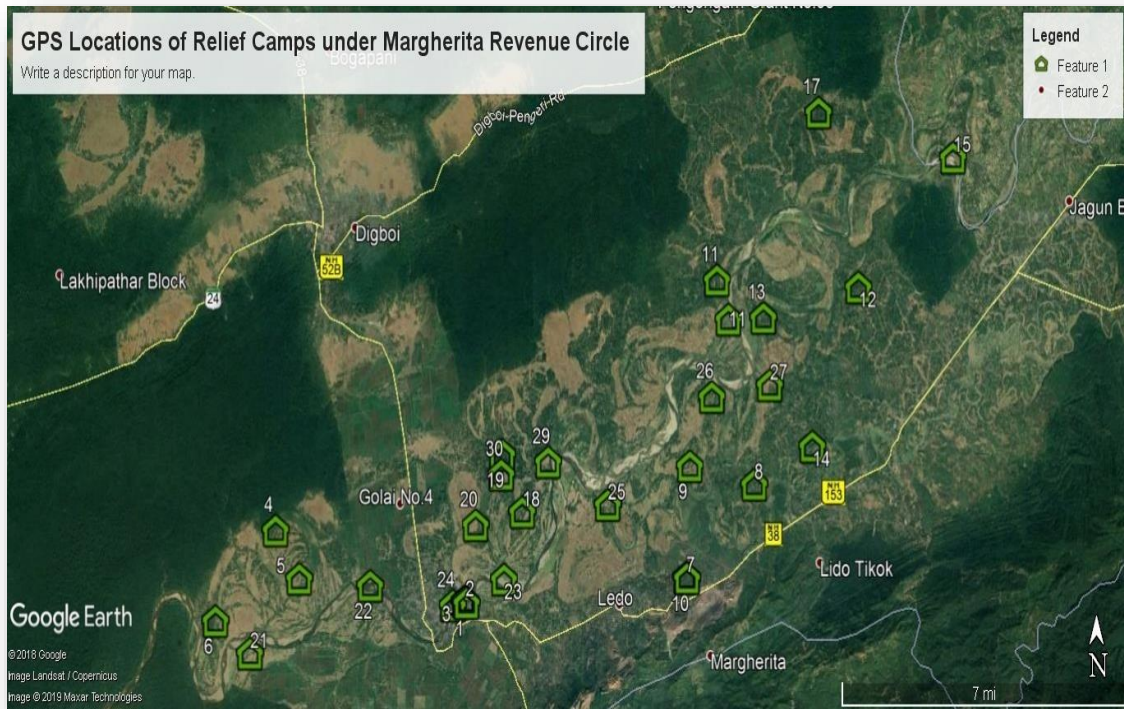 GPS Locations of Relief Camps under Margherita Revenue Circle
Write a description for your map.
Legend
Feature 1
Feature 2
Bogapani
38
Digboi-Pengeri-Rd
17
15
Jagun B
Digboi
NH
52B
Lakhipathar Block
24
11
12
11
13
26
27
14
30
29
19
9
8
NH
153
Golai No.4
20
18
25
NH
38
4
5
22
24
2
3
1
23
7
10
Ledo
Lido Tikok
6
21
Margherita
Google Earth
© 2018 Google
Image Landsat / Copernicus
Image © 2019 Maxar Technologies
N
7 mi